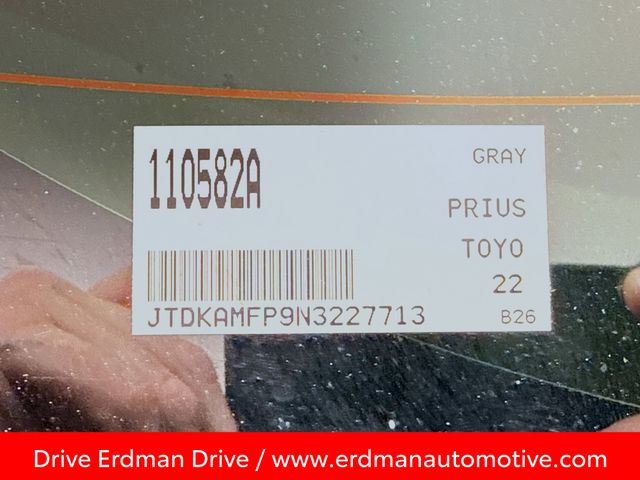 110582A
GRAY
PRIUS
TOYO
22
JTDKAMFP9N3227713
B26
Drive Erdman Drive / www.erdmanautomotive.com